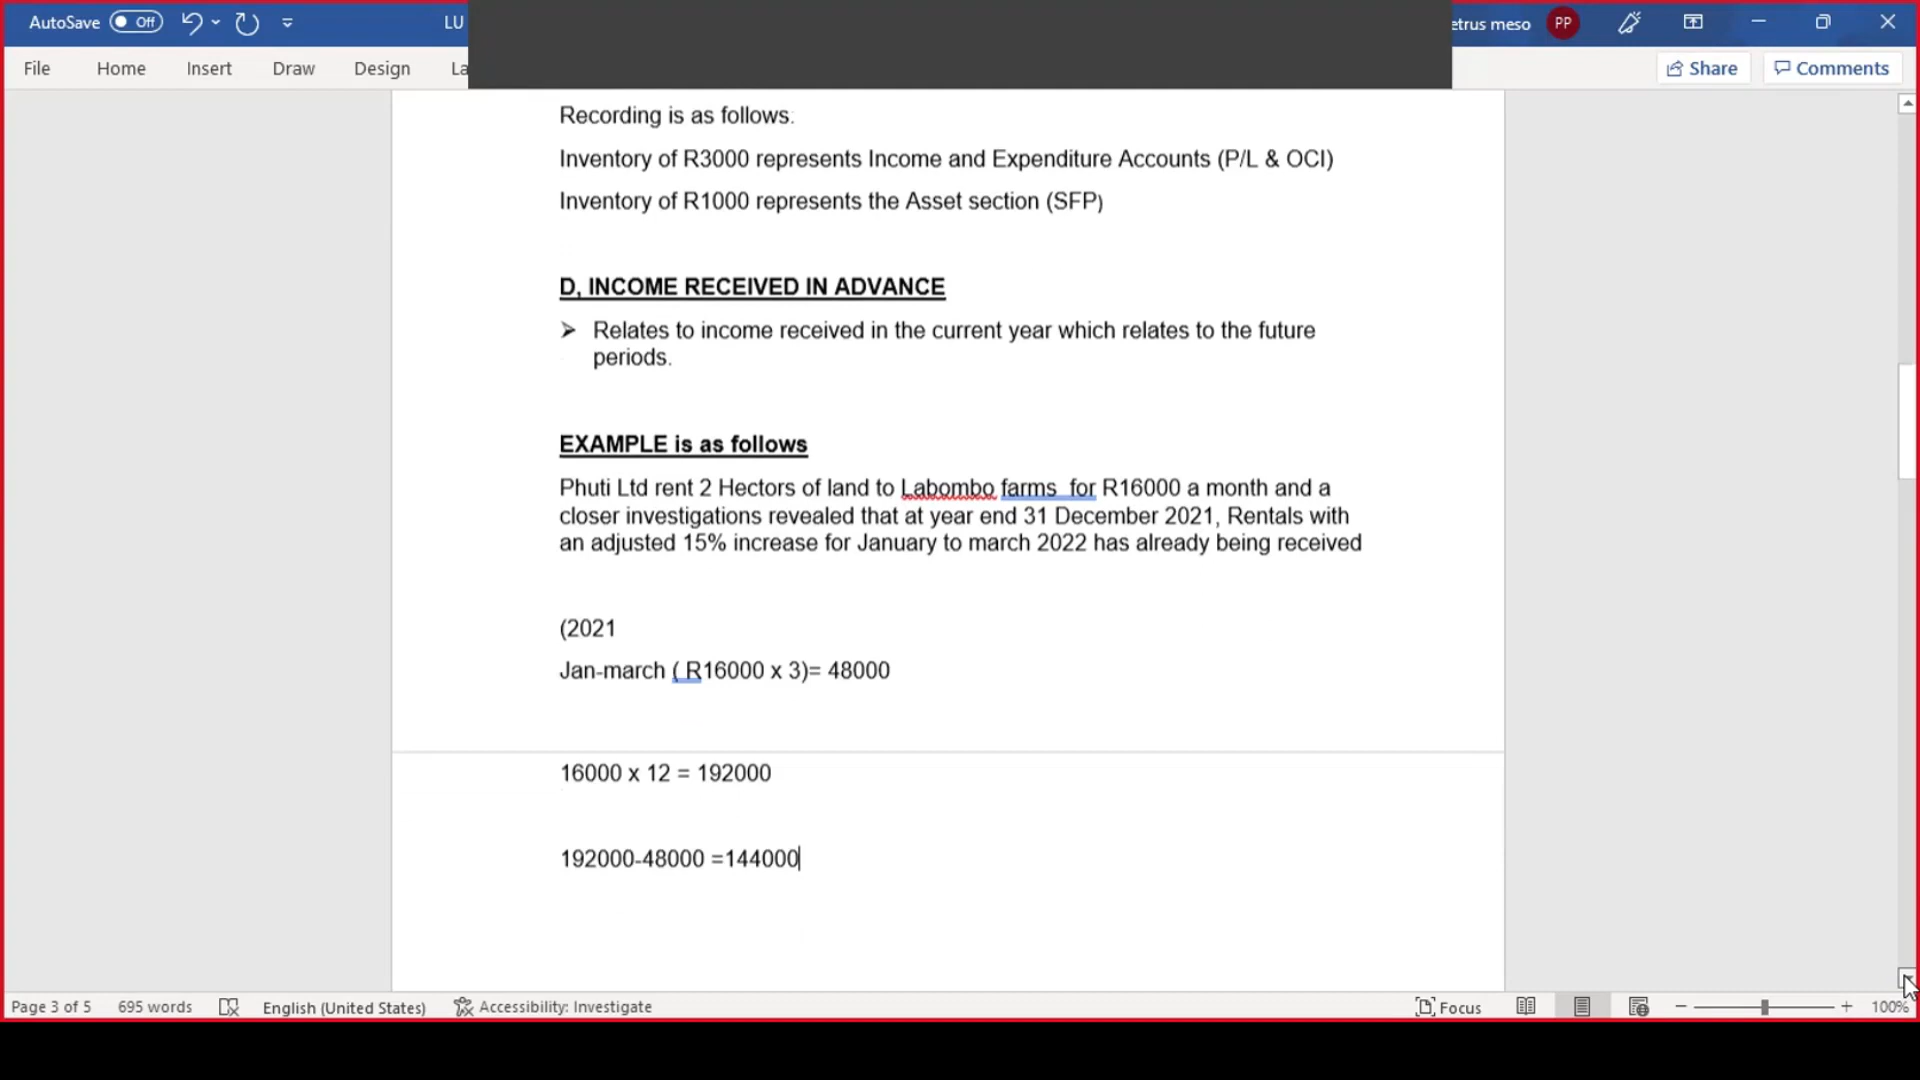 AutoSave Off LU etrus meso PP
File Home Insert Draw Design La Share Comments
Recording is as follows.
Inventory of R3000 represents Income and Expenditure Accounts (P/L & OCI)
Inventory of R1000 represents the Asset section (SFP)
D, INCOME RECEIVED IN ADVANCE
➢ Relates to income received in the current year which relates to the future
periods.
EXAMPLE is as follows
Phuti Ltd rent 2 Hectors of land to Labombo farms for R16000 a month and a
closer investigations revealed that at year end 31 December 2021, Rentals with
an adjusted 15% increase for January to march 2022 has already being received
(2021
Jan-march ( R16000 x 3)= 48000
16000 x 12 = 192000
192000-48000 =144000
Page 3 of 5 695 words English (United States) Accessibility: Investigate Focus 100%